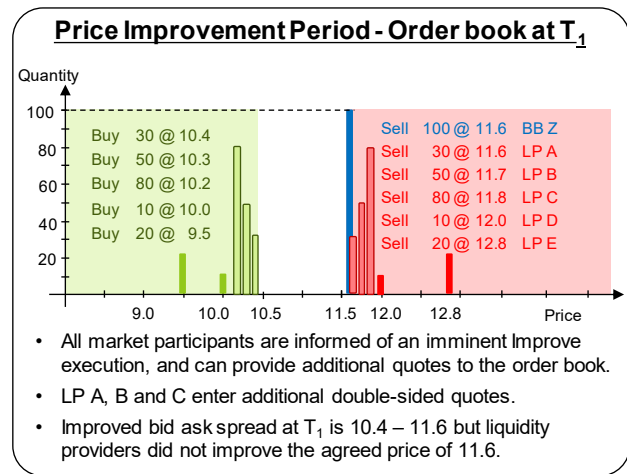 Price Improvement Period - Order book at T1
Quantity
100
80
60
40
20
Buy 30 @ 10.4
Buy 50 @ 10.3
Buy 80 @ 10.2
Buy 10 @ 10.0
Buy 20 @ 9.5
Sell 100 @ 11.6 BB Z
Sell 30 @ 11.6 LP A
Sell 50 @ 11.7 LP B
Sell 80 @ 11.8 LP C
Sell 10 @ 12.0 LP D
Sell 20 @ 12.8 LP E
9.0 10.0 10.5 11.5 12.0 12.8 Price
• All market participants are informed of an imminent Improve
execution, and can provide additional quotes to the order book.
• LP A, B and C enter additional double-sided quotes.
• Improved bid ask spread at T1 is 10.4 – 11.6 but liquidity
providers did not improve the agreed price of 11.6.